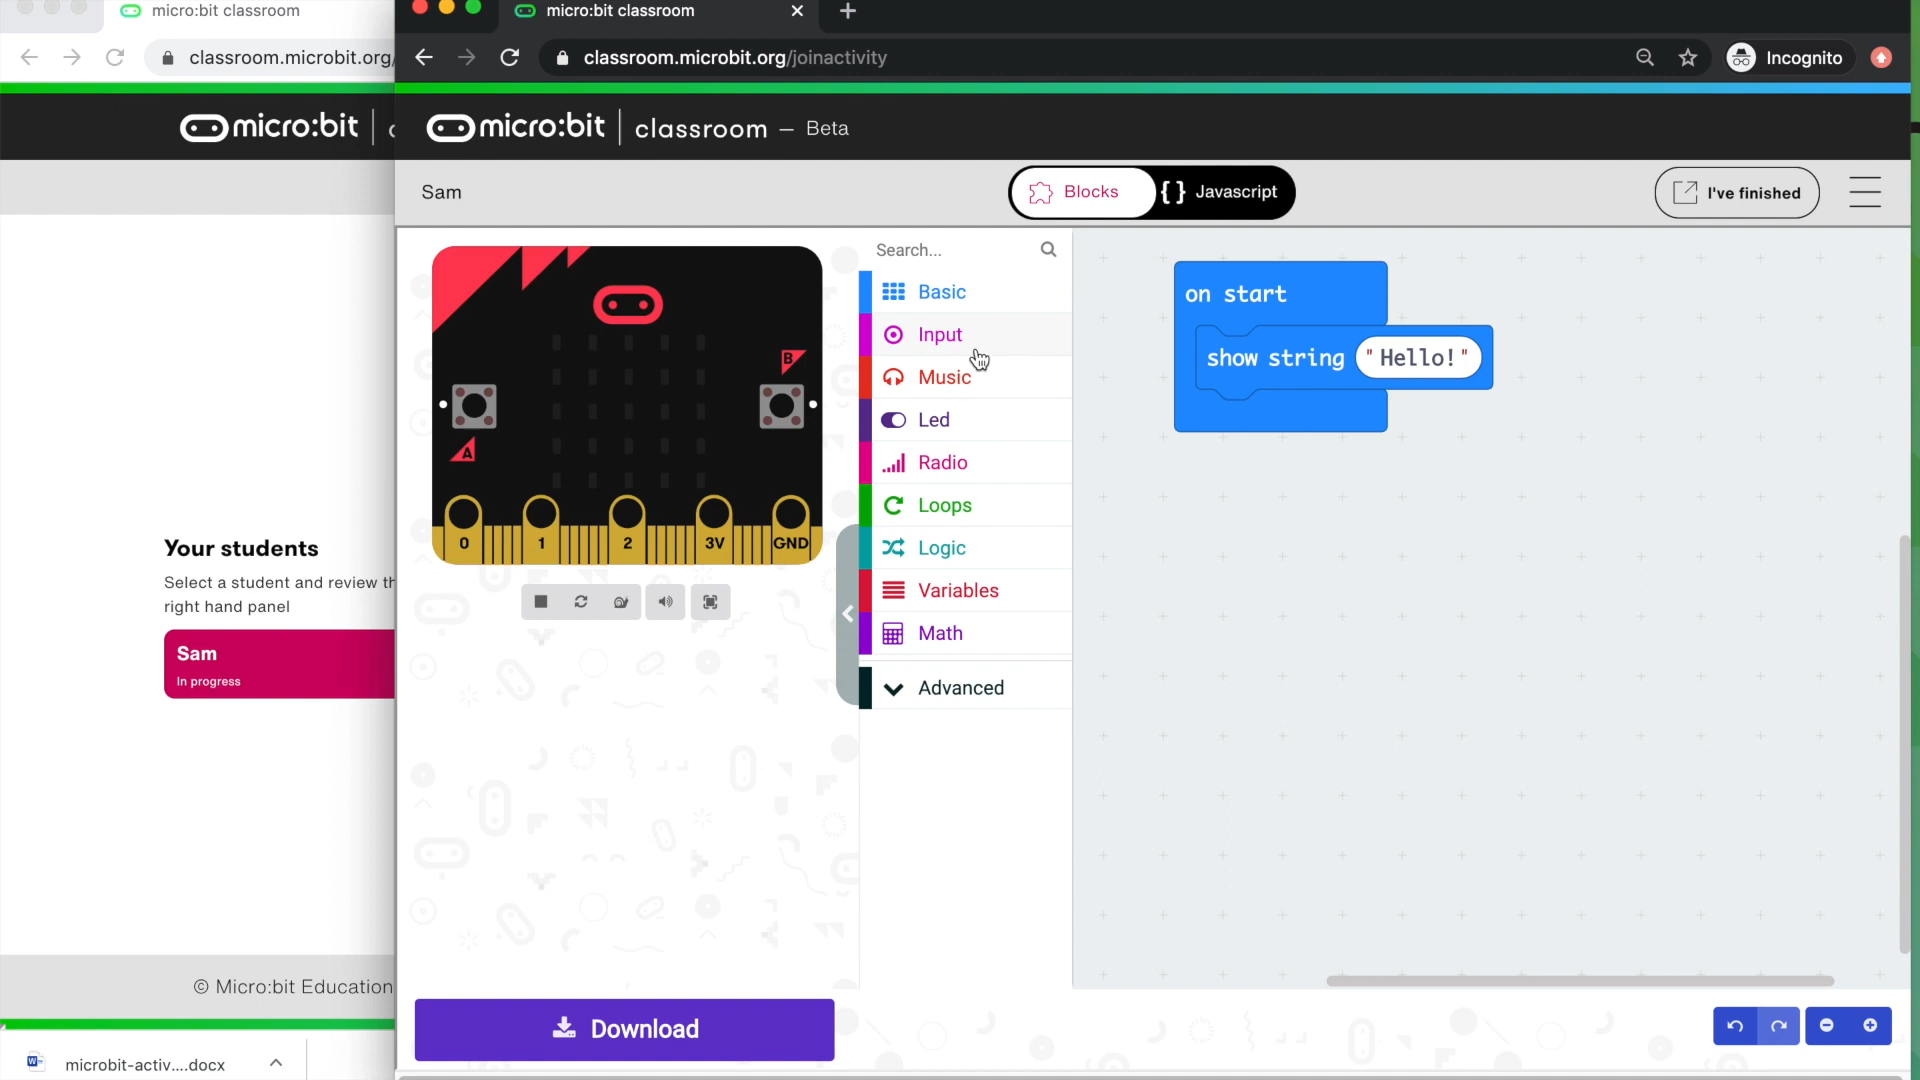 micro:bit classroom
classroom.microbit.org/
micro:bit
Your students
Select a student and review th
right hand panel
Sam
In progress
© Micro:bit Education
microbit-activ....docx
micro:bit classroom
classroom.microbit.org/joinactivity
Incognito
micro:bit classroom – Beta
Sam
Blocks
{ } Javascript
I've finished
B
A
0 1 2 3V GND
Search...
Basic
Input
Music
Led
Radio
Loops
Logic
Variables
Math
Advanced
on start
show string "Hello!"
Download